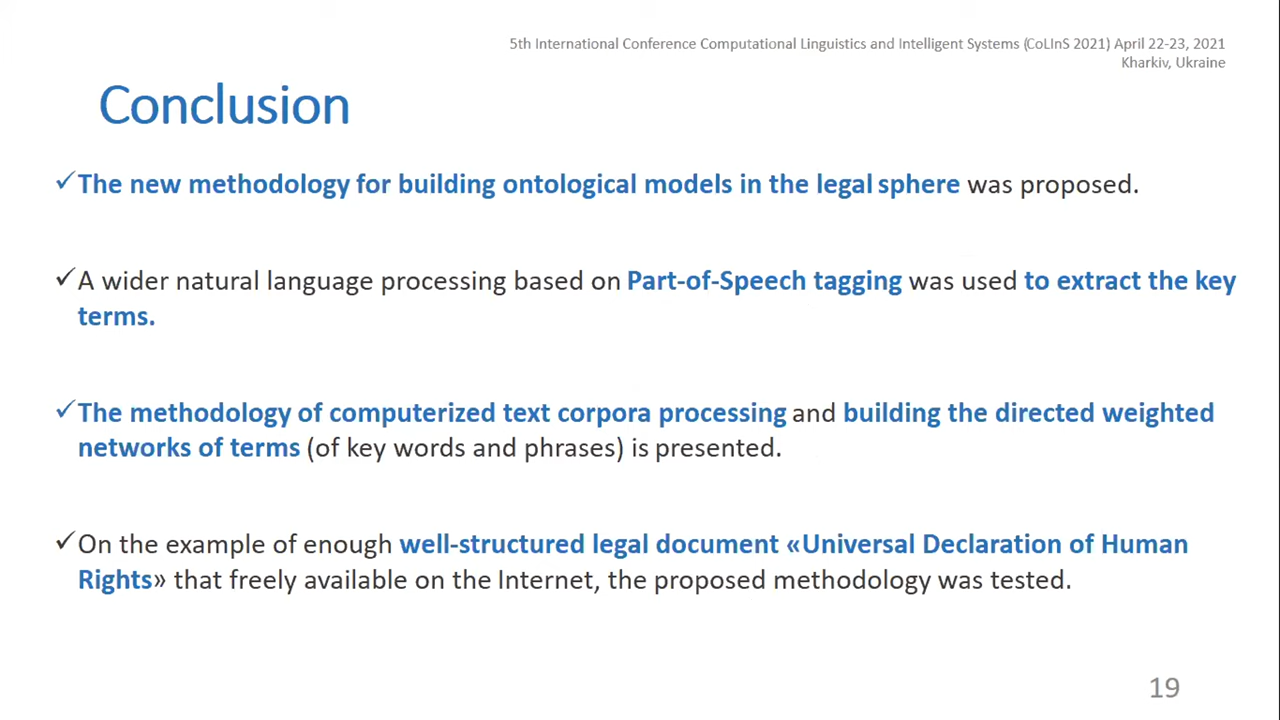 5th International Conference Computational Linguistics and Intelligent Systems (CoLInS 2021) April 22-23, 2021
Kharkiv, Ukraine
Conclusion
✓The new methodology for building ontological models in the legal sphere was proposed.
✓A wider natural language processing based on Part-of-Speech tagging was used to extract the key
terms.
✓The methodology of computerized text corpora processing and building the directed weighted
networks of terms (of key words and phrases) is presented.
✓On the example of enough well-structured legal document «Universal Declaration of Human
Rights» that freely available on the Internet, the proposed methodology was tested.
19